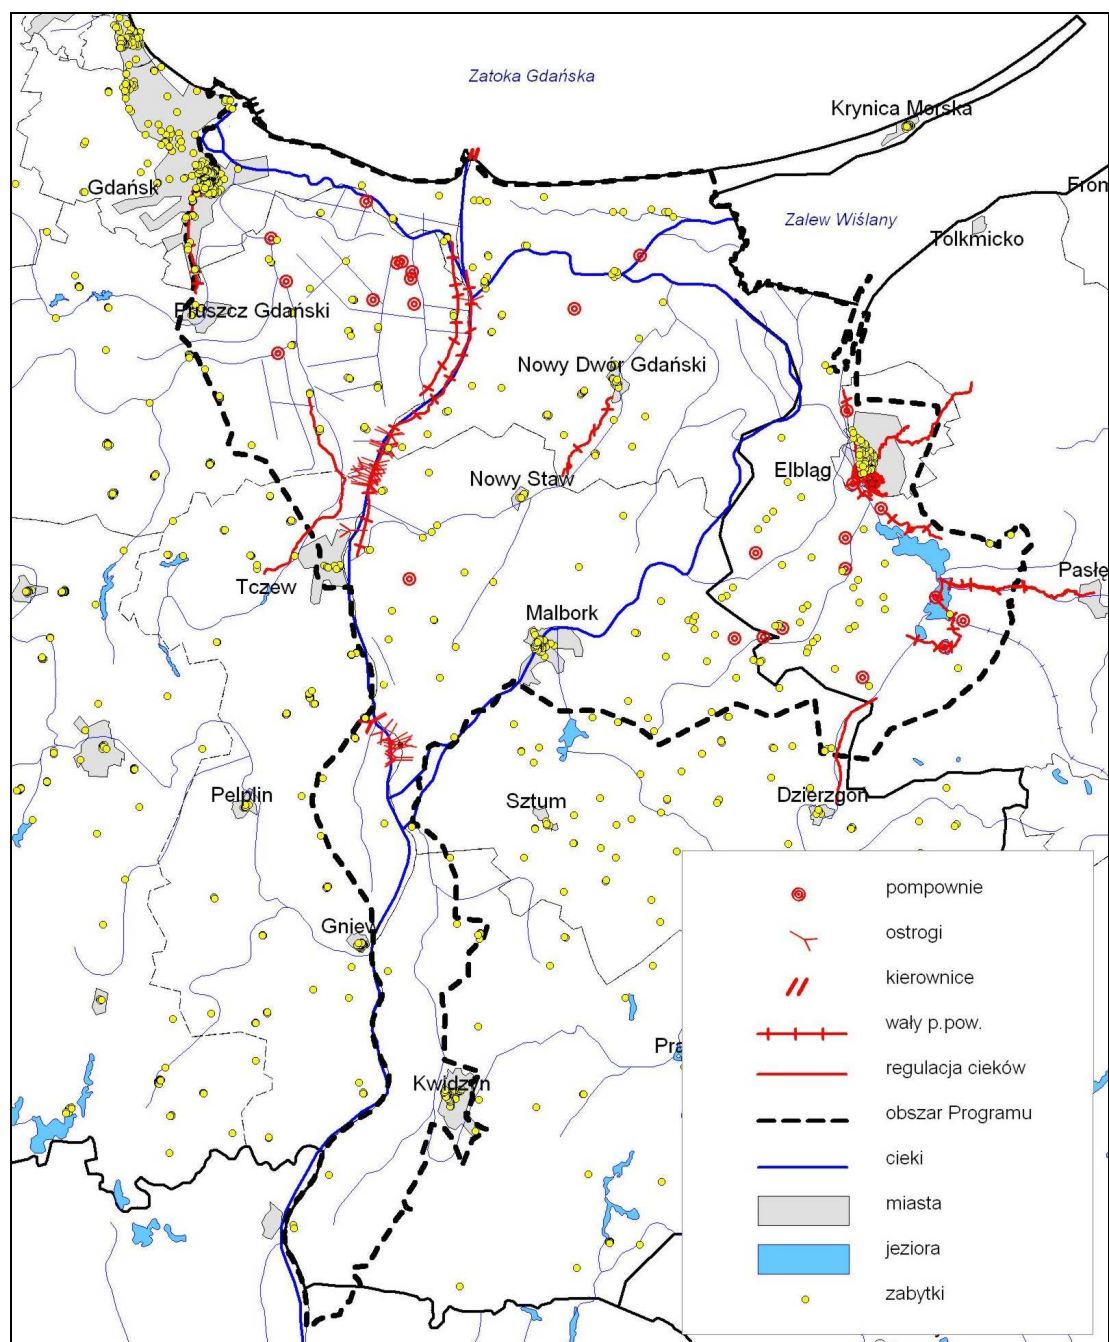 Zatoka Gdańska
Krynica Morska
Gdańsk
From
Zalew Wiślany
Tolkmicko
Pruszcz Gdański
Nowy Dwór Gdański
Elbląg
Nowy Staw
Tczew
Pasłę
Malbork
Pelplin
Sztum
Dzierzgoń
Gniew
Pra
Kwidzyn
pompownie
ostrogi
kierownice
wały p.pow.
regulacja cieków
obszar Programu
cieki
miasta
jeziora
zabytki